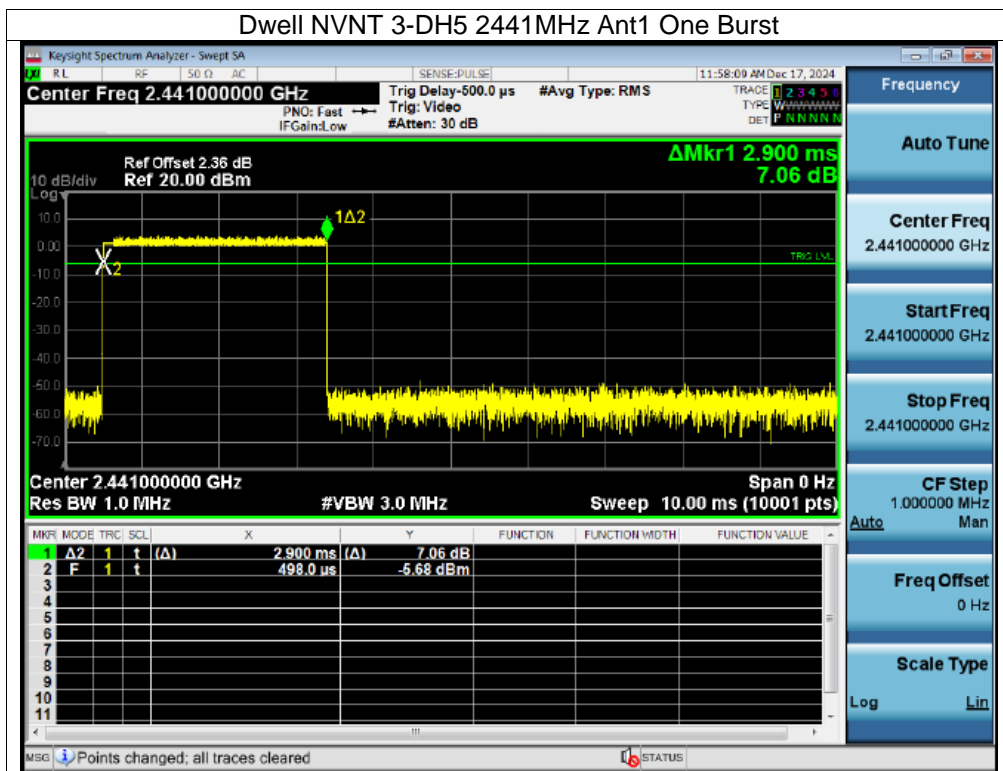 Dwell NVNT 3-DH5 2441MHz Ant1 One Burst
Keysight Spectrum Analyzer - Swept SA
LXI RL RF 50 Ω AC SENSE:PULSE 11:58:09 AM Dec 17, 2024
Center Freq 2.441000000 GHz Trig Delay-500.0 µs #Avg Type: RMS TRACE 1 2 3 4 5 6
PNO: Fast Trig: Video TYPE WWWWWWW
IFGain:Low #Atten: 30 dB DET P NNNNN
Frequency
ΔMkr1 2.900 ms
7.06 dB
Ref Offset 2.36 dB
10 dB/div Ref 20.00 dBm
Log
10.0
0.00
-10.0
-20.0
-30.0
-40.0
-50.0
-60.0
-70.0
1Δ2
X2
TRIG LVL
Center 2.441000000 GHz Span 0 Hz
Res BW 1.0 MHz #VBW 3.0 MHz Sweep 10.00 ms (10001 pts)
MKR MODE TRC SCL X Y FUNCTION FUNCTION WIDTH FUNCTION VALUE
1 Δ2 1 t (Δ) 2.900 ms (Δ) 7.06 dB
2 F 1 t 498.0 µs -5.68 dBm
3
4
5
6
7
8
9
10
11
MSG Points changed; all traces cleared STATUS
Auto Tune
Center Freq
2.441000000 GHz
Start Freq
2.441000000 GHz
Stop Freq
2.441000000 GHz
CF Step
1.000000 MHz
Auto Man
Freq Offset
0 Hz
Scale Type
Log Lin